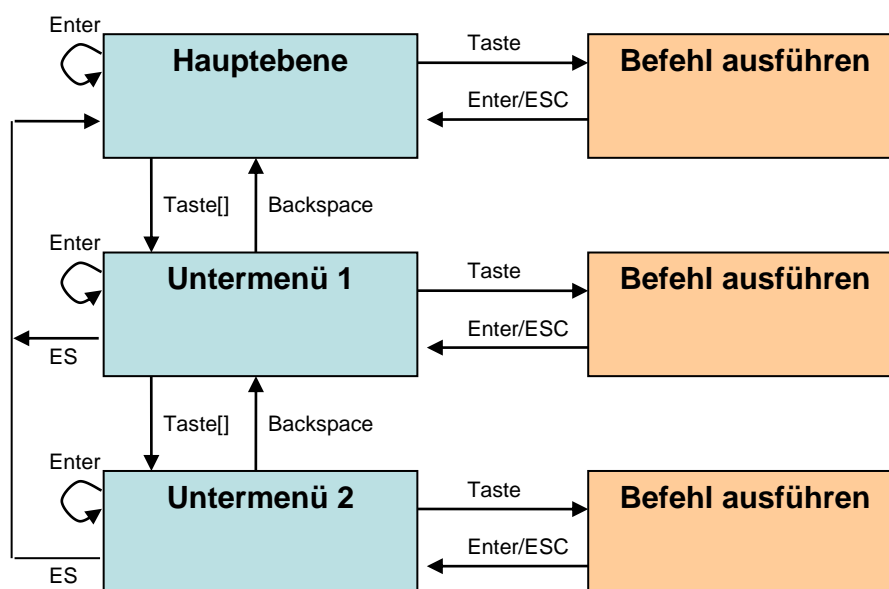 Enter
Hauptebene
Taste
Befehl ausführen
Enter/ESC
Taste[]
Backspace
Enter
Untermenü 1
Taste
Befehl ausführen
Enter/ESC
ES
Taste[]
Backspace
Enter
Untermenü 2
Taste
Befehl ausführen
Enter/ESC
ES